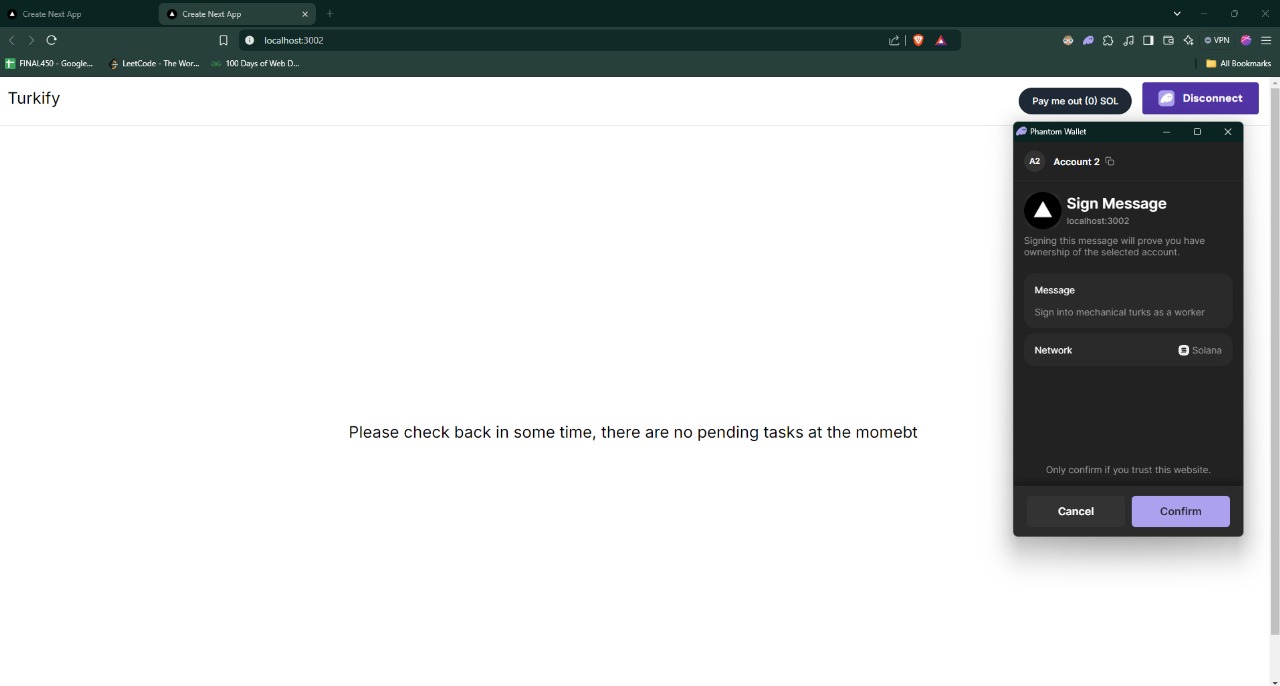 Create Next App
Create Next App
localhost:3002
VPN
FINAL450 - Google...
LeetCode - The Wor...
100 Days of Web D...
All Bookmarks
Turkify
Pay me out (0) SOL
Disconnect
Phantom Wallet
A2
Account 2
Sign Message
localhost:3002
Signing this message will prove you have
ownership of the selected account.
Message
Sign into mechanical turks as a worker
Network
Solana
Please check back in some time, there are no pending tasks at the momebt
Only confirm if you trust this website.
Cancel
Confirm